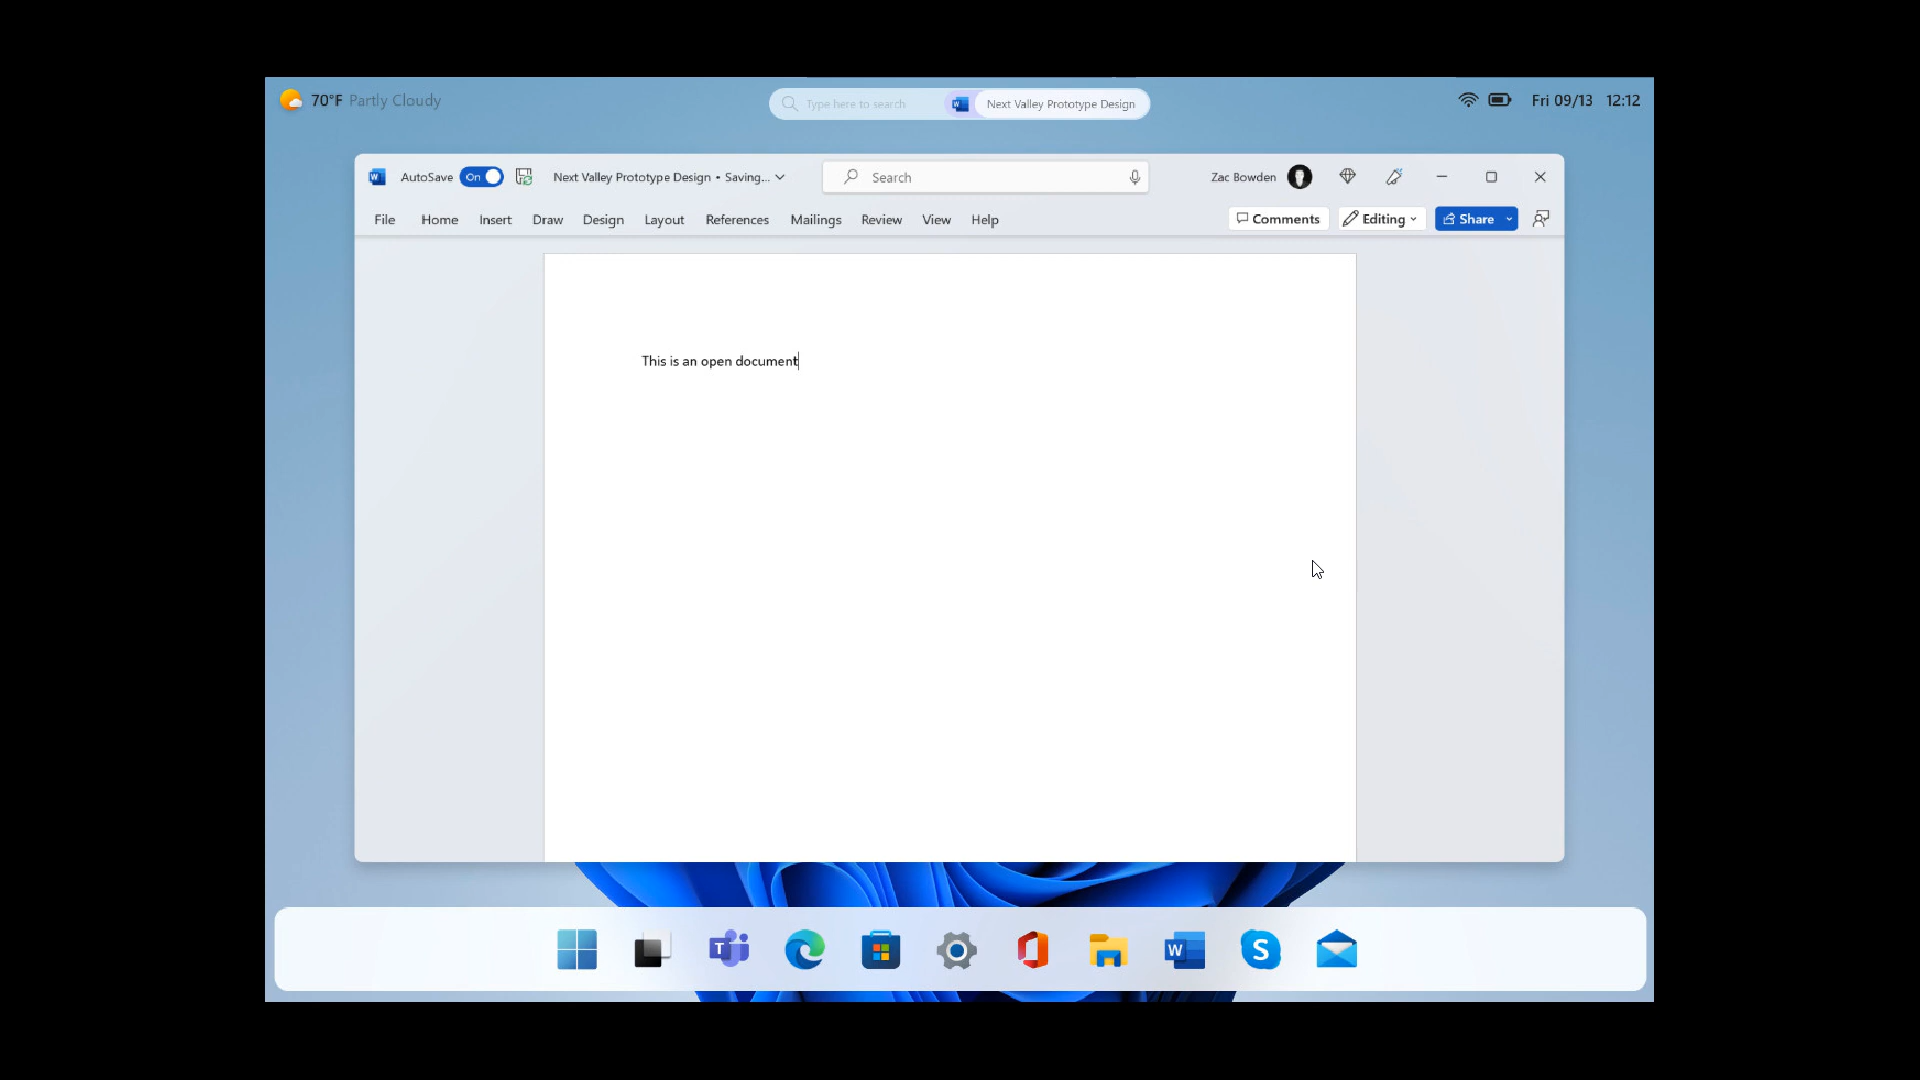 70°F Partly Cloudy
Type here to search
Next Valley Prototype Design
Fri 09/13 12:12
AutoSave On
Next Valley Prototype Design • Saving...
Search
Zac Bowden
File Home Insert Draw Design Layout References Mailings Review View Help
Comments Editing Share
This is an open document